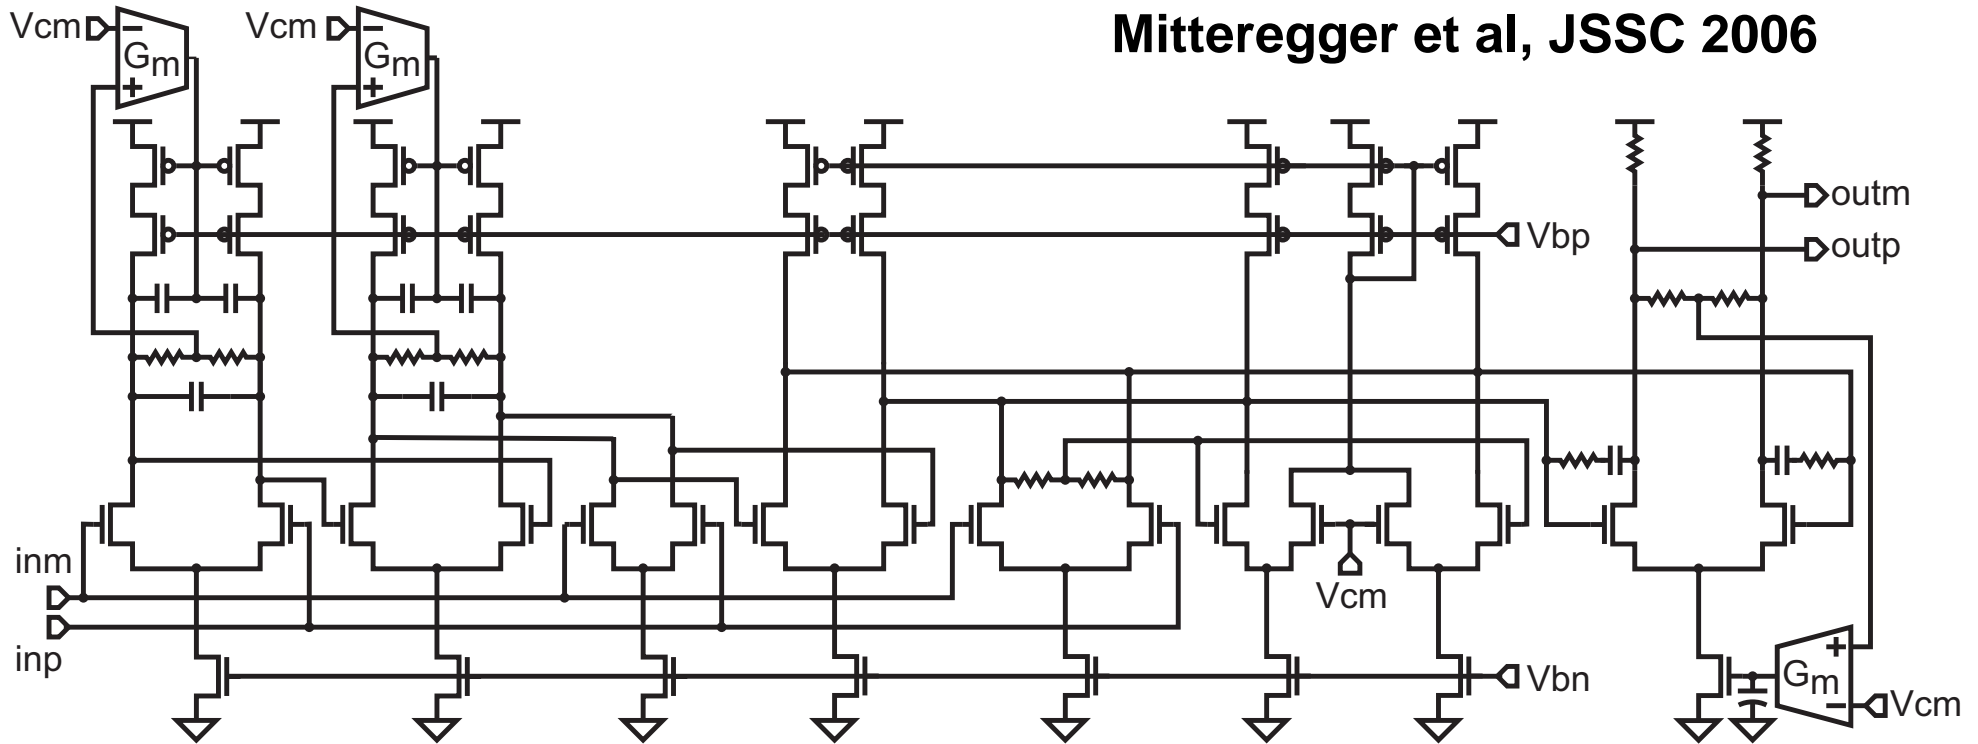 Mitteregger et al, JSSC 2006
Vcm
Gm
Vcm
Gm
outm
outp
Vbp
inm
inp
Vcm
Vbn
Gm
Vcm